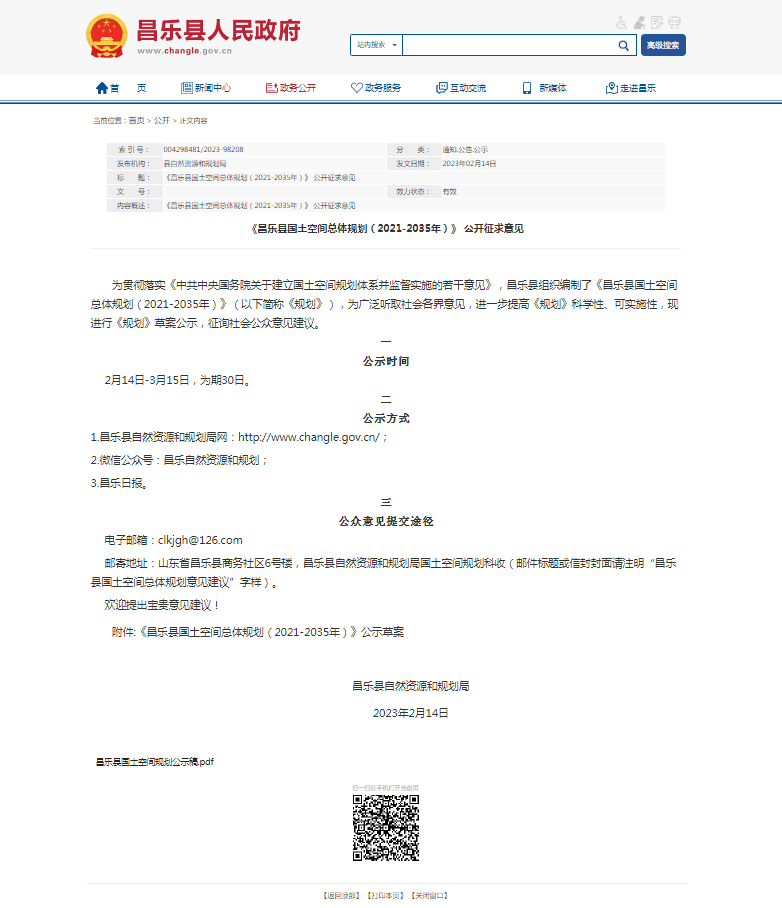 昌乐县人民政府
www.changle.gov.cn
站内搜索
高级搜索
首 页 新闻中心 政务公开 政务服务 互动交流 新媒体 走进昌乐
当前位置：首页 > 公开 > 正文内容
索 引 号： 004298481/2023-98208 分 类： 通知.公告.公示
发布机构： 县自然资源和规划局 发文日期： 2023年02月14日
标 题： 《昌乐县国土空间总体规划（2021-2035年）》 公开征求意见
文 号： 效力状态： 有效
内容概述： 《昌乐县国土空间总体规划（2021-2035年）》 公开征求意见
《昌乐县国土空间总体规划（2021-2035年）》 公开征求意见
为贯彻落实《中共中央国务院关于建立国土空间规划体系并监督实施的若干意见》，昌乐县组织编制了《昌乐县国土空间
总体规划（2021-2035年）》（以下简称《规划》），为广泛听取社会各界意见，进一步提高《规划》科学性、可实施性，现
进行《规划》草案公示，征询社会公众意见建议。
一
公示时间
2月14日-3月15日，为期30日。
二
公示方式
1.昌乐县自然资源和规划局网：http://www.changle.gov.cn/；
2.微信公众号：昌乐自然资源和规划；
3.昌乐日报。
三
公众意见提交途径
电子邮箱：clkjgh@126.com
邮寄地址：山东省昌乐县商务社区6号楼，昌乐县自然资源和规划局国土空间规划科收（邮件标题或信封封面请注明“昌乐
县国土空间总体规划意见建议”字样）。
欢迎提出宝贵意见建议！
附件:《昌乐县国土空间总体规划（2021-2035年）》公示草案
昌乐县自然资源和规划局
2023年2月14日
昌乐县国土空间规划公示稿.pdf
扫一扫在手机打开当前页
【返回顶部】【打印本页】【关闭窗口】